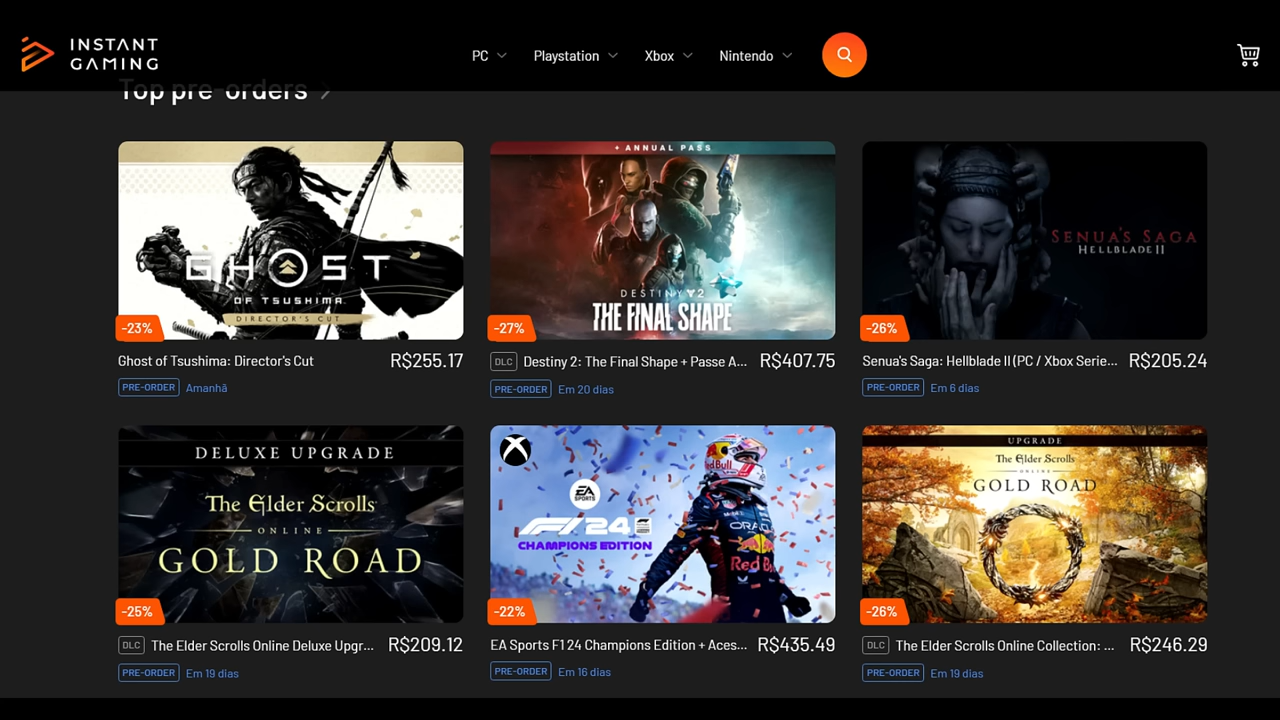 INSTANT
GAMING
PC
Playstation
Xbox
Nintendo
Top pre-orders
GHOST
OF TSUSHIMA
DIRECTOR'S CUT
-23%
Ghost of Tsushima: Director's Cut
R$255.17
PRE-ORDER Amanhã
+ ANNUAL PASS
DESTINY 2
THE FINAL SHAPE
-27%
DLC Destiny 2: The Final Shape + Passe A...
R$407.75
PRE-ORDER Em 20 dias
SENUA'S SAGA
HELLBLADE II
-26%
Senua's Saga: Hellblade II (PC / Xbox Serie...
R$205.24
PRE-ORDER Em 6 dias
DELUXE UPGRADE
The Elder Scrolls
ONLINE
GOLD ROAD
-25%
DLC The Elder Scrolls Online Deluxe Upgr...
R$209.12
PRE-ORDER Em 19 dias
EA
SPORTS
F1 24
CHAMPIONS EDITION
Red Bull
ORACLE
Red Bull
-22%
EA Sports F1 24 Champions Edition + Aces...
R$435.49
PRE-ORDER Em 16 dias
UPGRADE
The Elder Scrolls
ONLINE
GOLD ROAD
-26%
DLC The Elder Scrolls Online Collection: ...
R$246.29
PRE-ORDER Em 19 dias